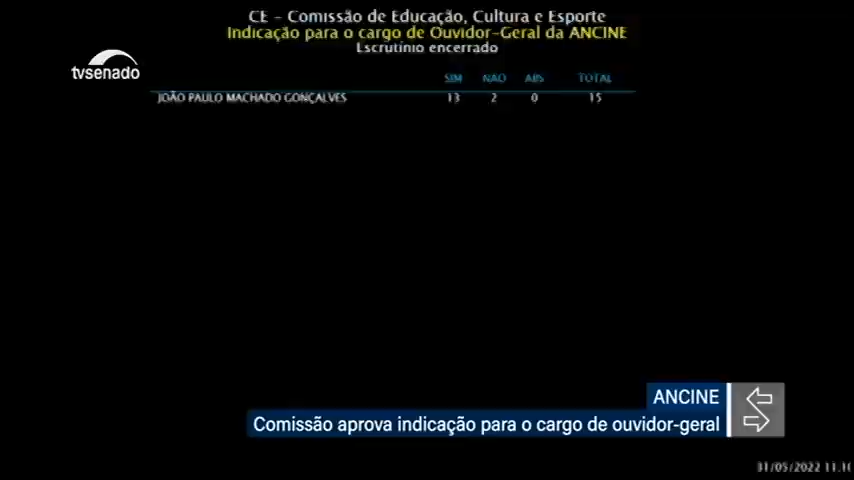 CE - Comissão de Educação, Cultura e Esporte
Indicação para o cargo de Ouvidor-Geral da ANCINE
Escrutínio encerrado
tvsenado
SIM NÃO ABS TOTAL
JOÃO PAULO MACHADO GONÇALVES 13 2 0 15
ANCINE
Comissão aprova indicação para o cargo de ouvidor-geral
31/05/2022